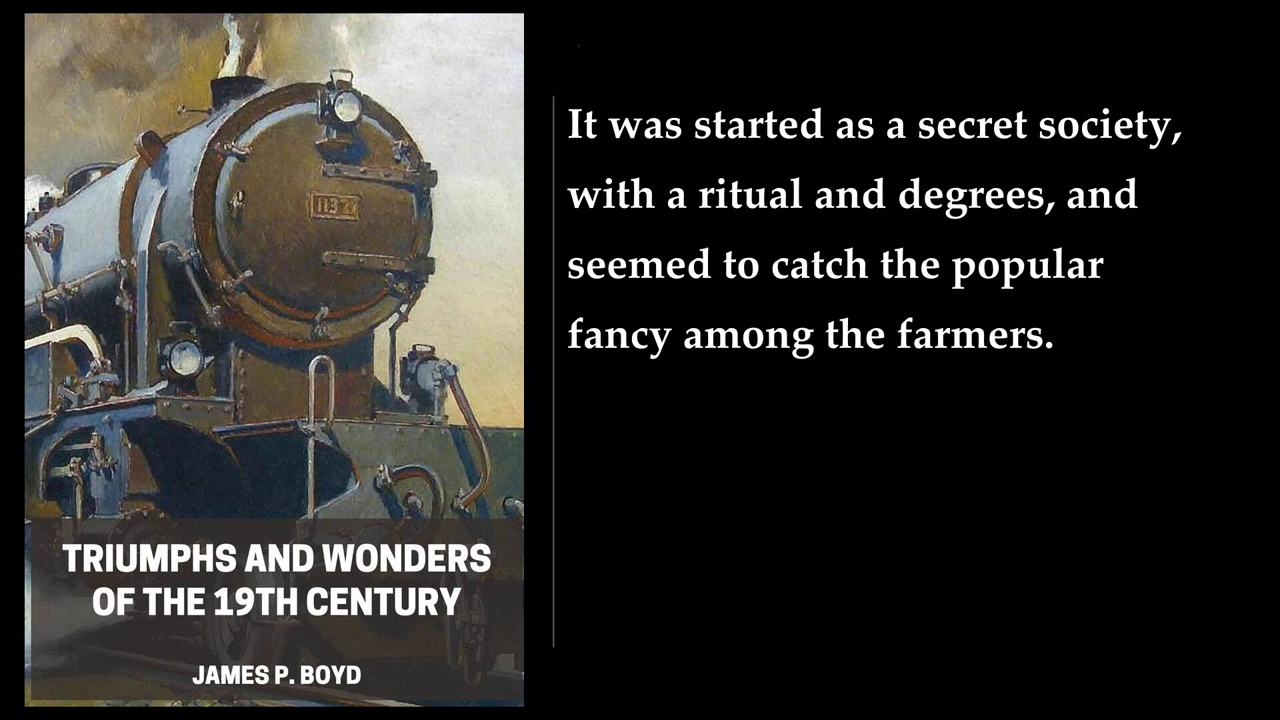 It was started as a secret society,
with a ritual and degrees, and
seemed to catch the popular
fancy among the farmers.
TRIUMPHS AND WONDERS
OF THE 19TH CENTURY
JAMES P. BOYD